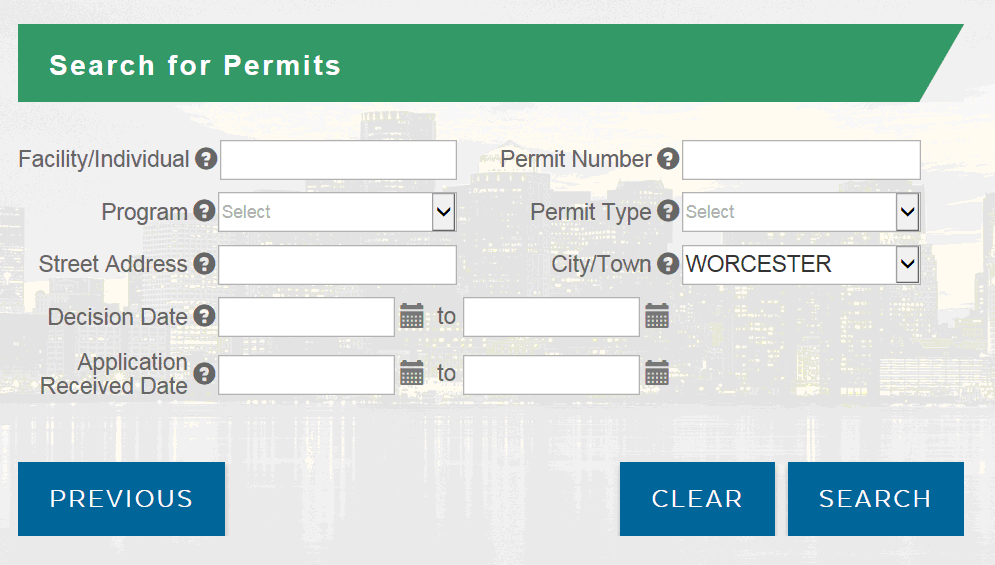 Search for Permits
Facility/Individual ? Permit Number ?
Program ? Select Permit Type ? Select
Street Address ? City/Town ? WORCESTER
Decision Date ? to
Application
Received Date ? to
PREVIOUS CLEAR SEARCH